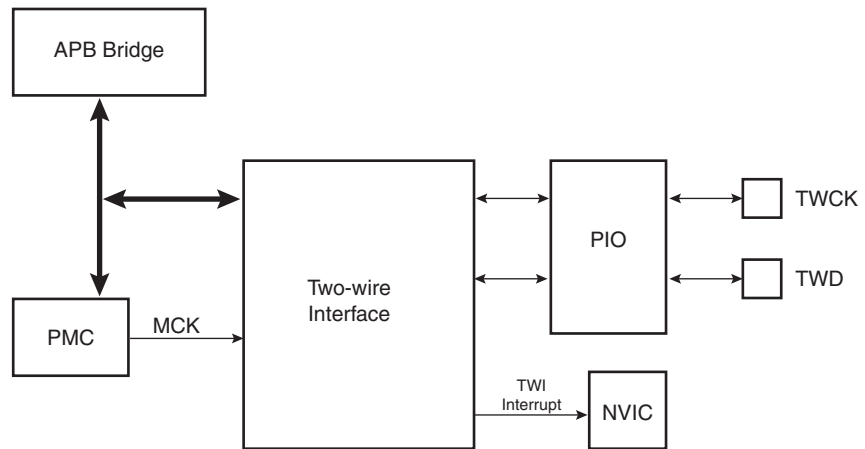 APB Bridge
TWCK
PIO
Two-wire
Interface
TWD
MCK
PMC
TWI
Interrupt
NVIC